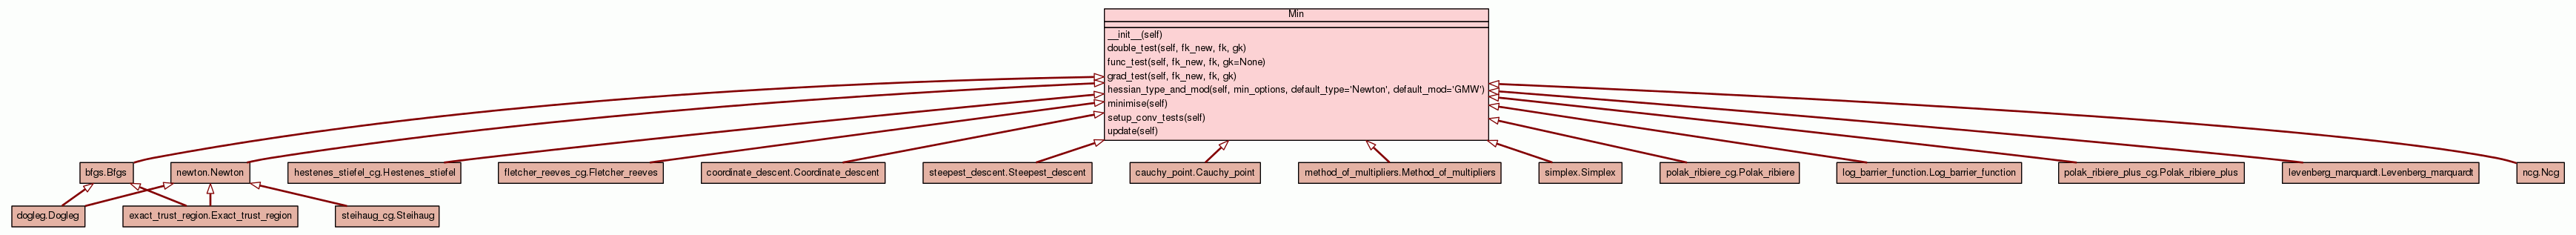 Min
__init__(self)
double_test(self, fk_new, fk, gk)
func_test(self, fk_new, fk, gk=None)
grad_test(self, fk_new, fk, gk)
hessian_type_and_mod(self, min_options, default_type='Newton', default_mod='GMW')
minimise(self)
setup_conv_tests(self)
update(self)
bfgs.Bfgs
newton.Newton
hestenes_stiefel_cg.Hestenes_stiefel
fletcher_reeves_cg.Fletcher_reeves
coordinate_descent.Coordinate_descent
steepest_descent.Steepest_descent
cauchy_point.Cauchy_point
method_of_multipliers.Method_of_multipliers
simplex.Simplex
polak_ribiere_cg.Polak_ribiere
log_barrier_function.Log_barrier_function
polak_ribiere_plus_cg.Polak_ribiere_plus
levenberg_marquardt.Levenberg_marquardt
ncg.Ncg
dogleg.Dogleg
exact_trust_region.Exact_trust_region
steihaug_cg.Steihaug